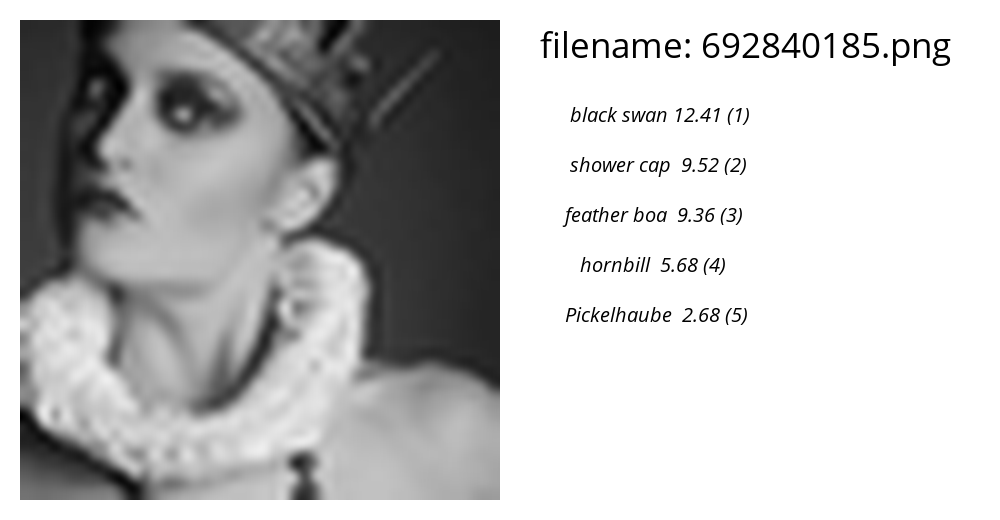 filename: 692840185.png
black swan 12.41 (1)
shower cap 9.52 (2)
feather boa 9.36 (3)
hornbill 5.68 (4)
Pickelhaube 2.68 (5)